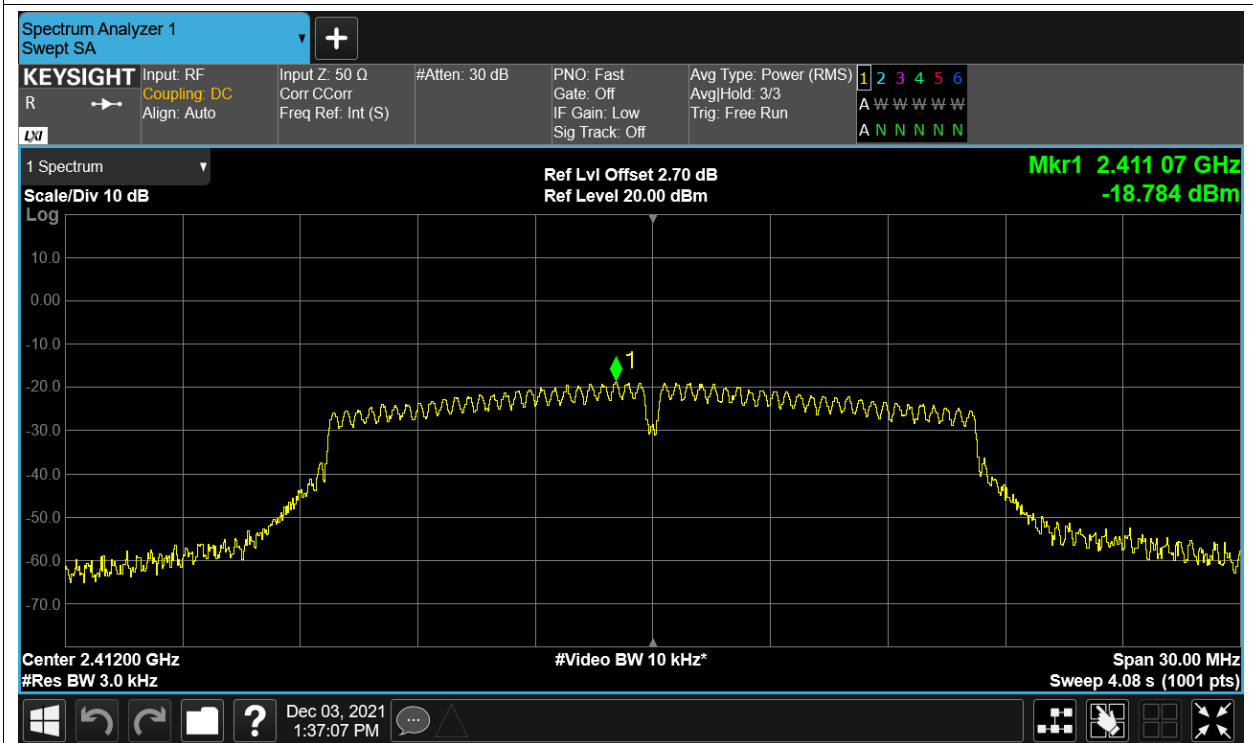 Spectrum Analyzer 1
Swept SA
KEYSIGHT
R
LXI
Input: RF
Coupling: DC
Align: Auto
Input Z: 50 Ω
Corr CCorr
Freq Ref: Int (S)
#Atten: 30 dB
PNO: Fast
Gate: Off
IF Gain: Low
Sig Track: Off
Avg Type: Power (RMS)
Avg|Hold: 3/3
Trig: Free Run
1 2 3 4 5 6
A W W W W W
A N N N N N
1 Spectrum
Scale/Div 10 dB
Log
Ref Lvl Offset 2.70 dB
Ref Level 20.00 dBm
Mkr1 2.411 07 GHz
-18.784 dBm
10.0
0.00
-10.0
-20.0
-30.0
-40.0
-50.0
-60.0
-70.0
1
Center 2.41200 GHz
#Res BW 3.0 kHz
#Video BW 10 kHz*
Span 30.00 MHz
Sweep 4.08 s (1001 pts)
?
Dec 03, 2021
1:37:07 PM